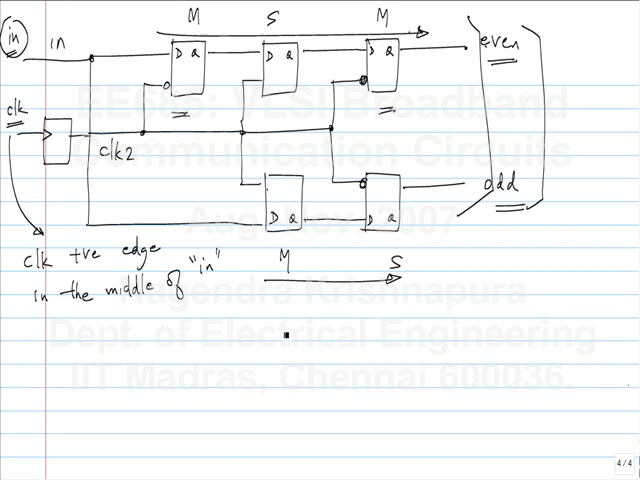 M S M
in in
D Q D Q D Q
even
clk
clk2
odd
D Q D Q
M S
clk +ve edge
in the middle of "in"
EE685: VLSI Broadband
Communication Circuits
Aug-Nov 2007
Nagendra Krishnapura
Dept. of Electrical Engineering
IIT Madras, Chennai 600036.
4/4